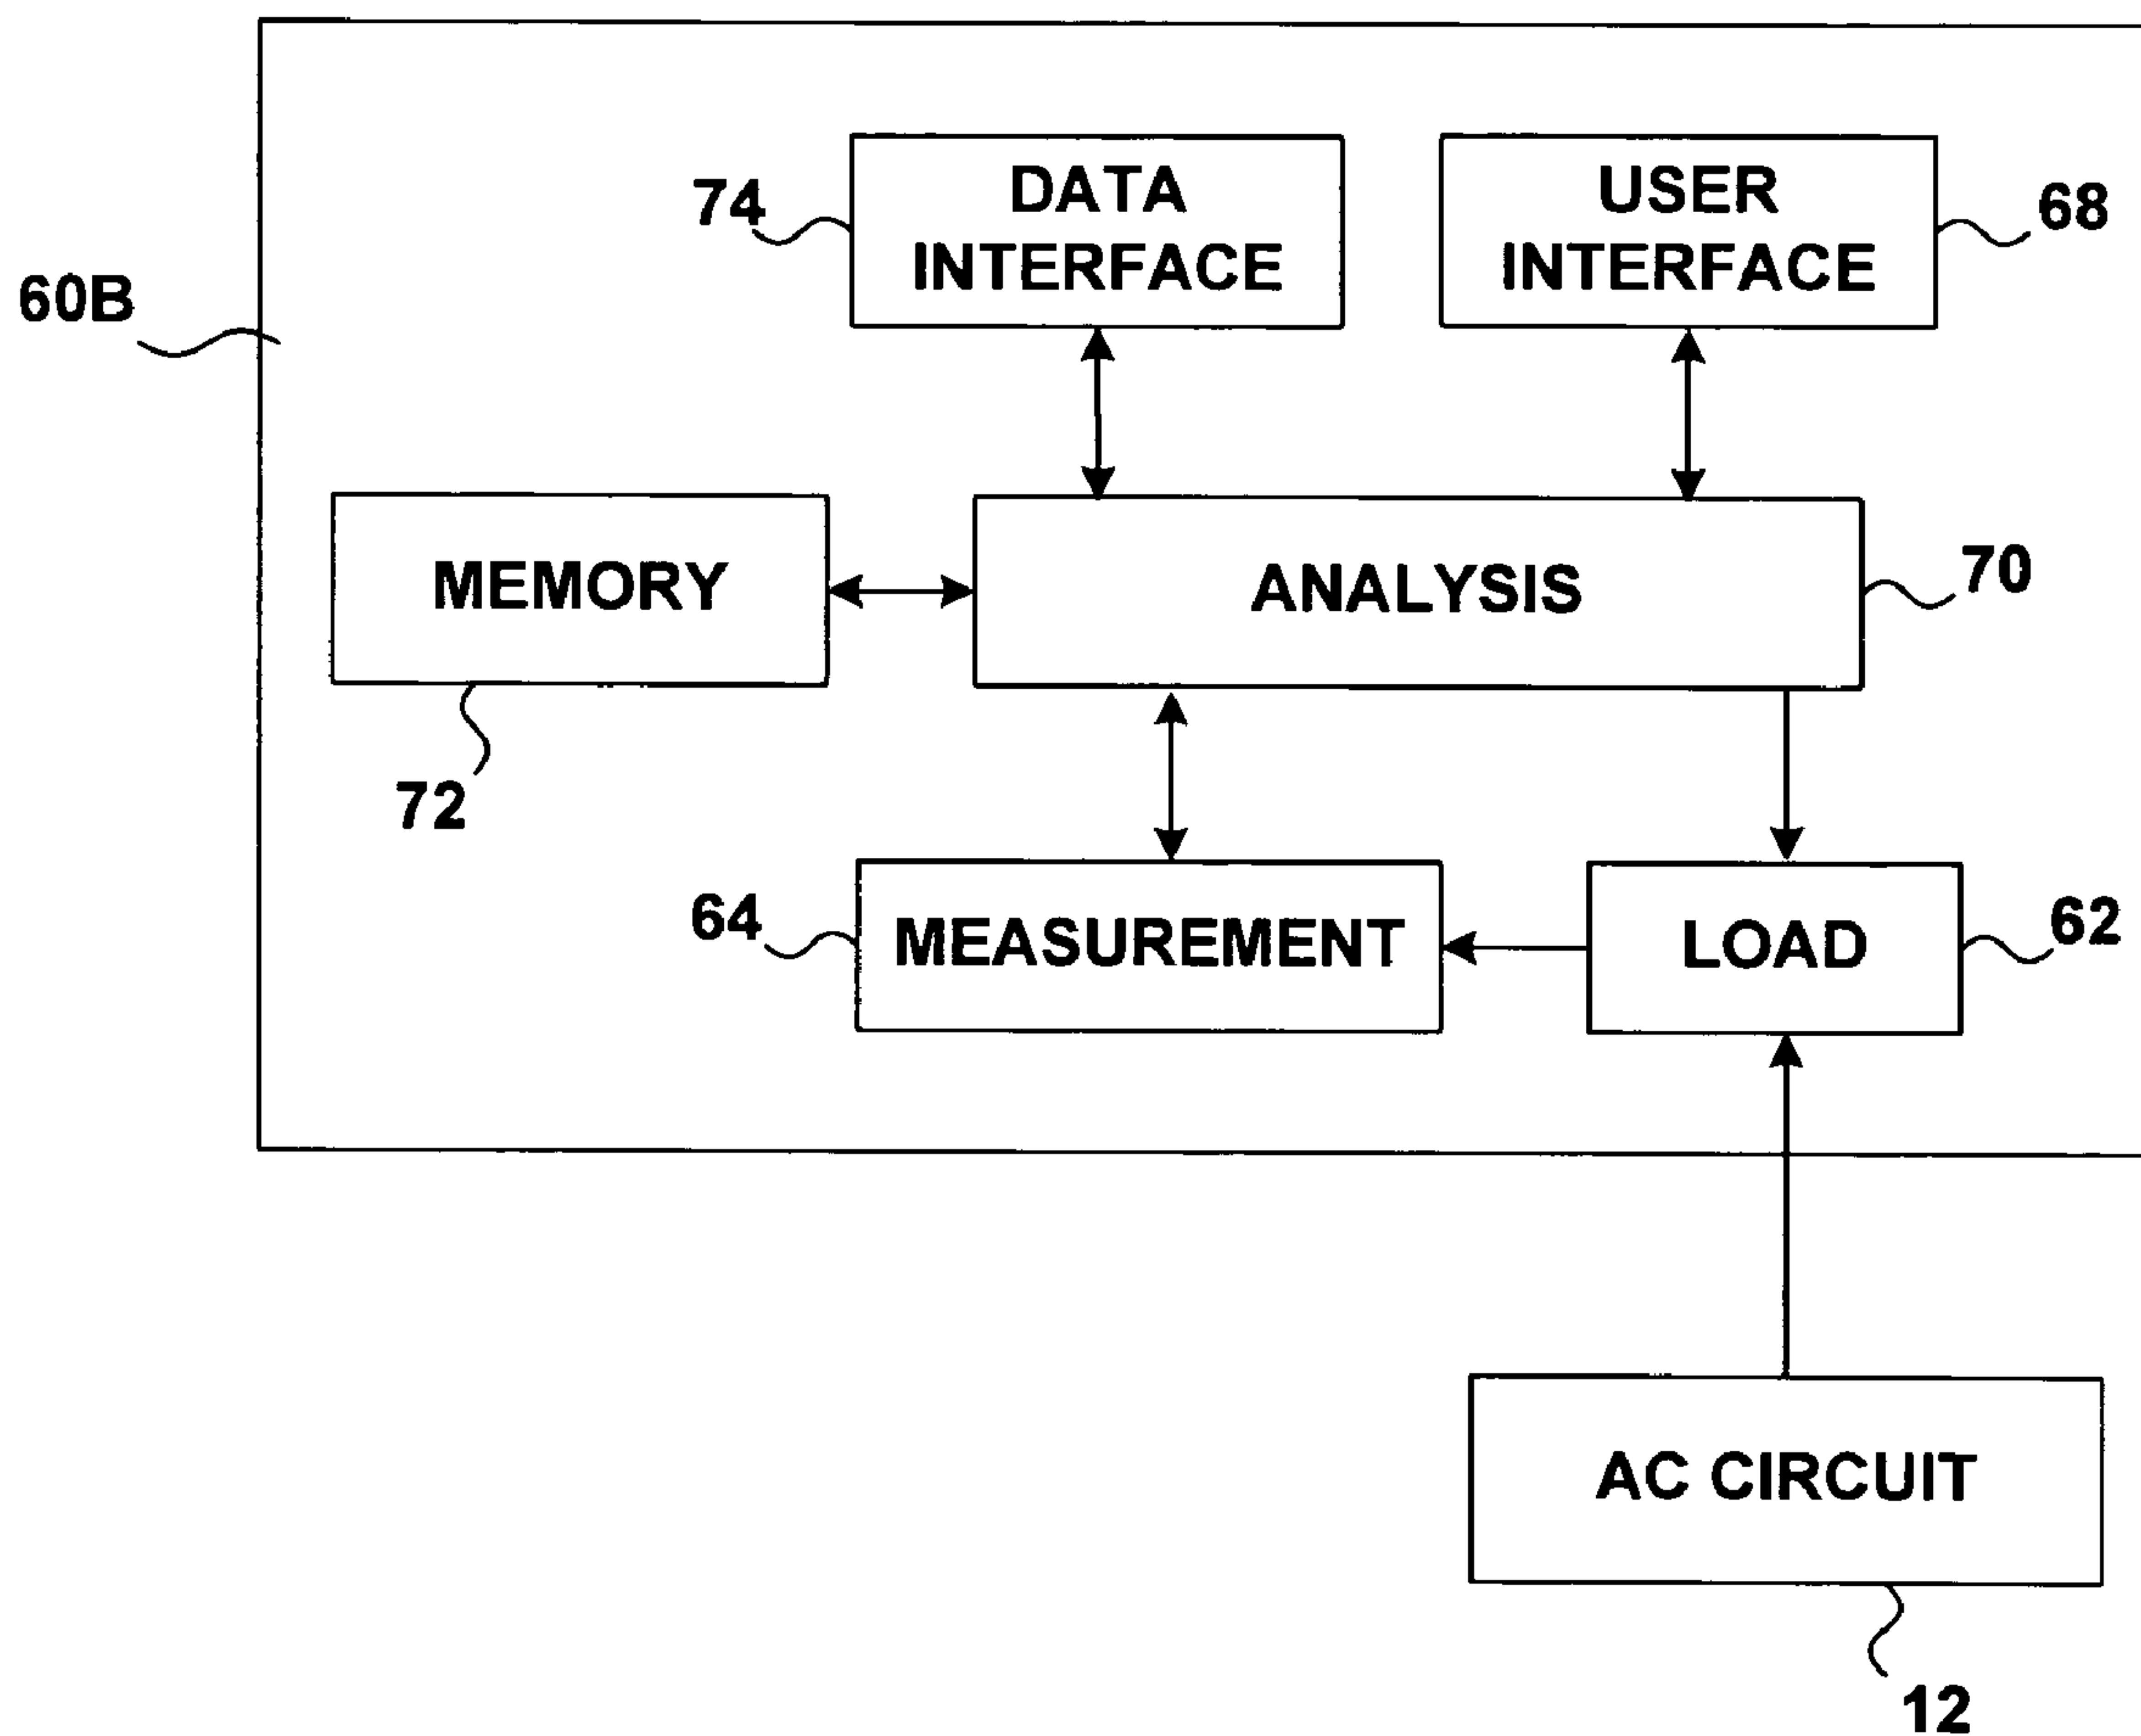 DATA
INTERFACE
74
USER
INTERFACE
68
60B
MEMORY
72
ANALYSIS
70
64
MEASUREMENT
LOAD
62
AC CIRCUIT
12